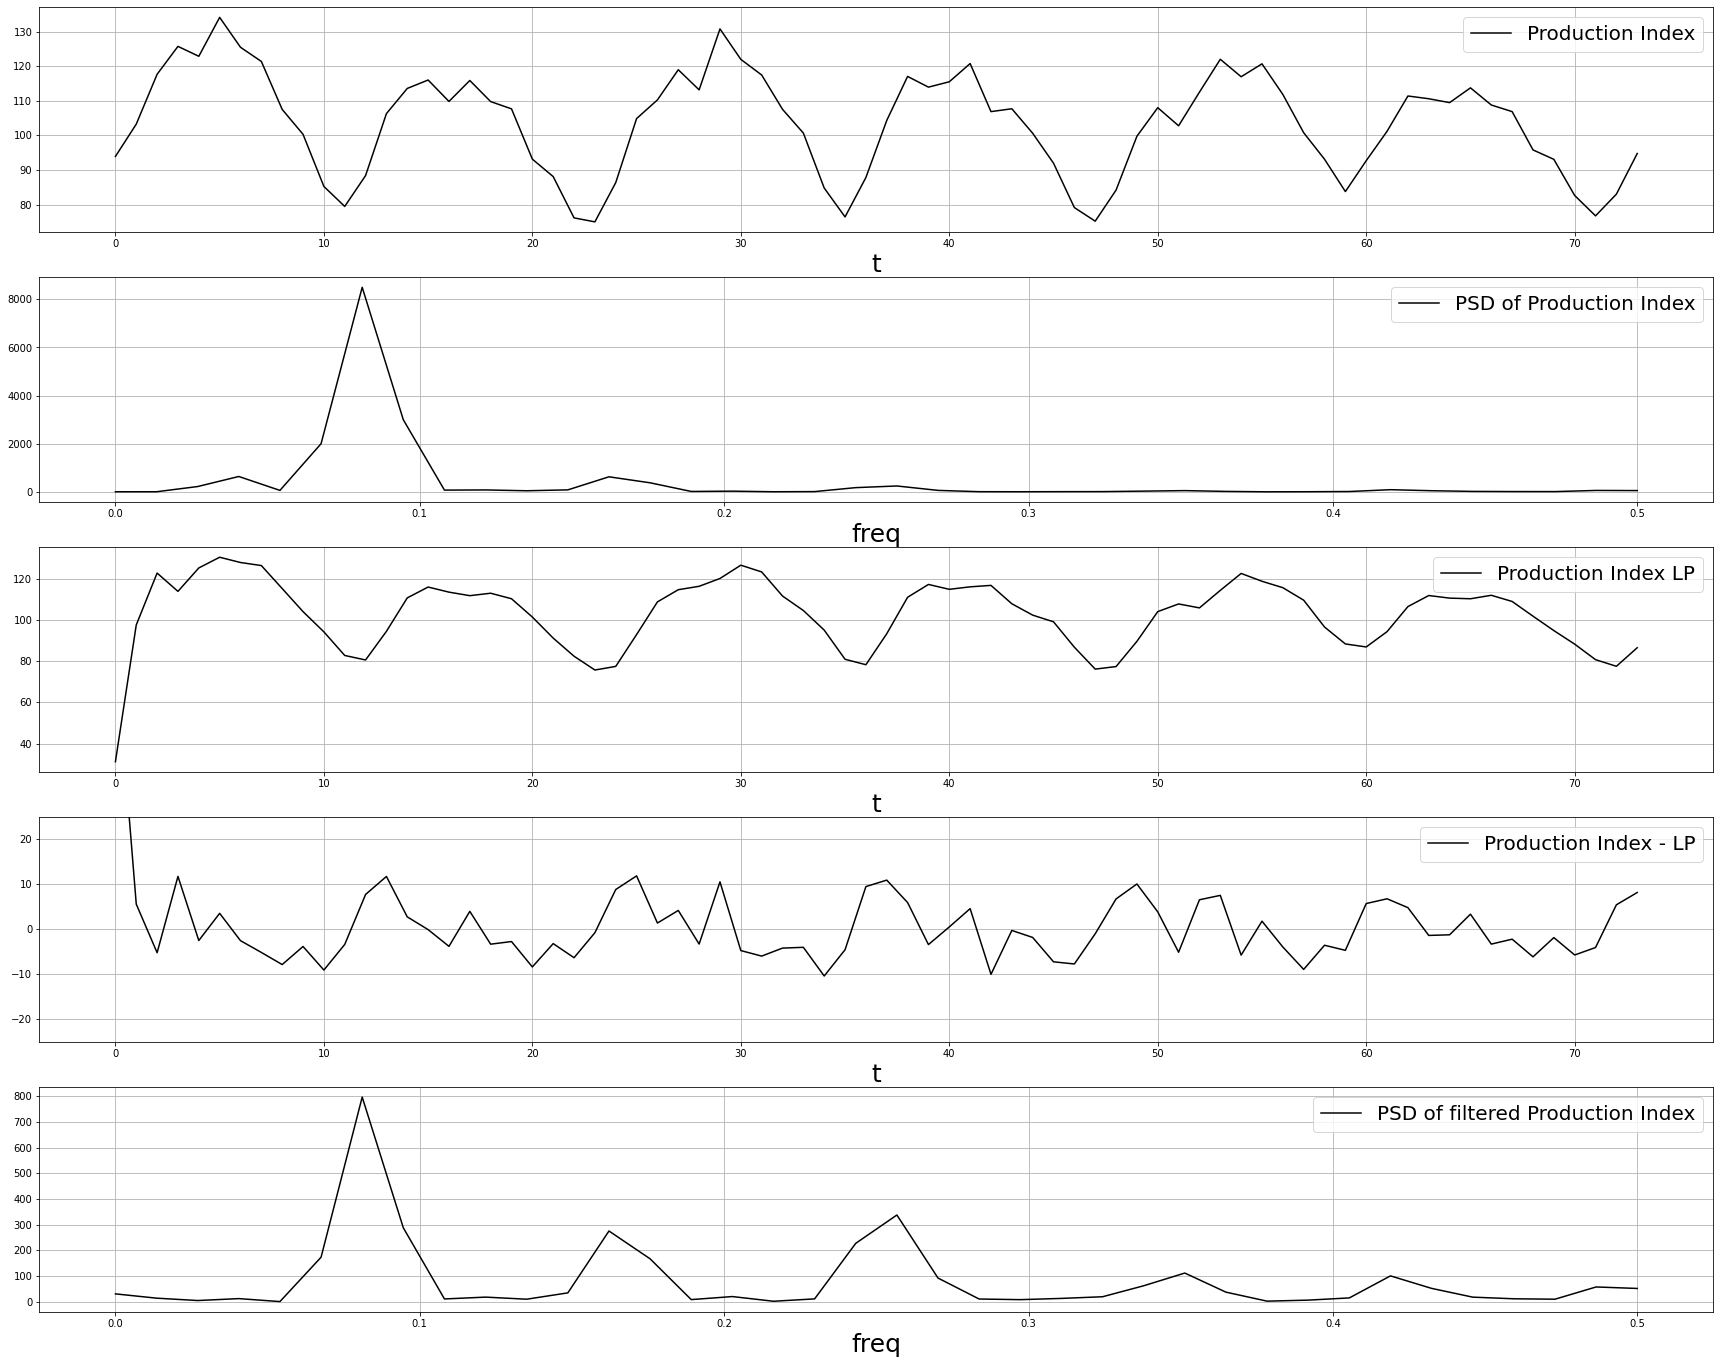 130
120
110
100
90
80
Production Index
0 10 20 30 40 50 60 70
t
8000
6000
4000
2000
0
PSD of Production Index
0.0 0.1 0.2 0.3 0.4 0.5
freq
120
100
80
60
40
Production Index LP
0 10 20 30 40 50 60 70
t
20
10
0
−10
−20
Production Index - LP
0 10 20 30 40 50 60 70
t
800
700
600
500
400
300
200
100
0
PSD of filtered Production Index
0.0 0.1 0.2 0.3 0.4 0.5
freq